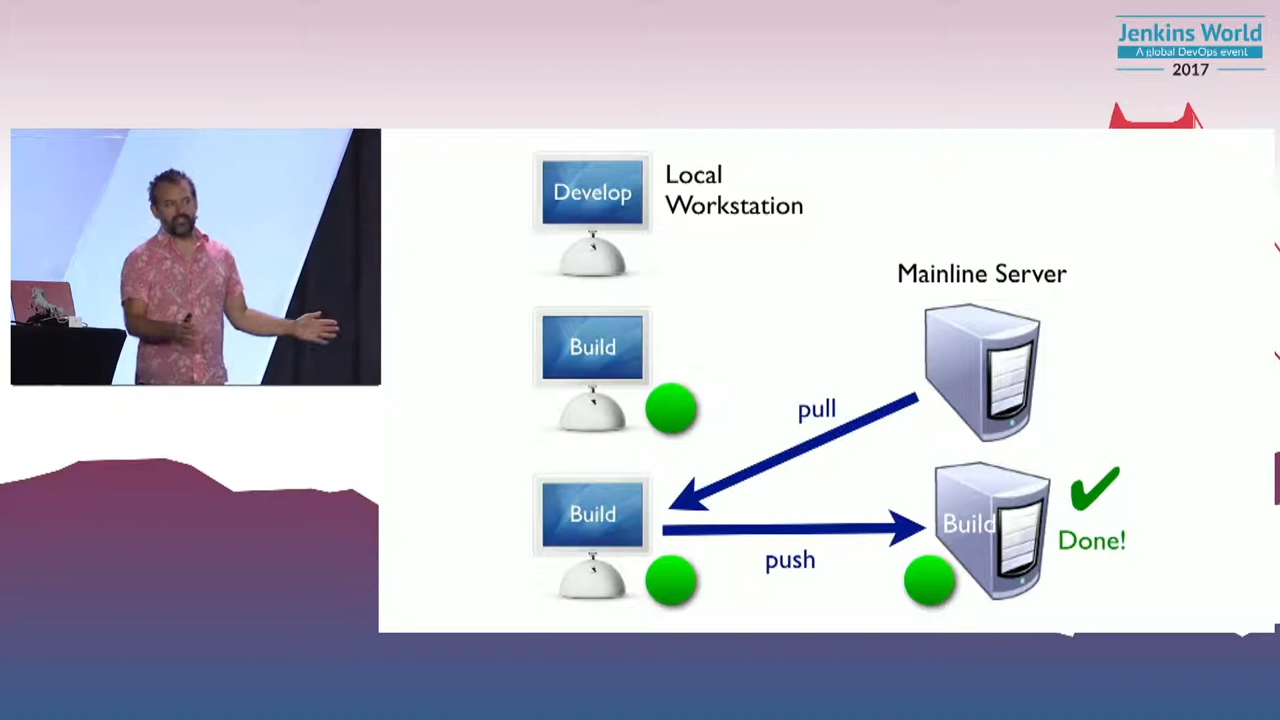 Jenkins World
A global DevOps event
2017
Develop
Local
Workstation
Mainline Server
Build
pull
Build
push
Build
Done!